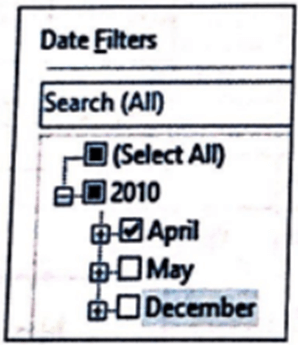 Date Filters
Search (All)
(Select All)
2010
April
May
December